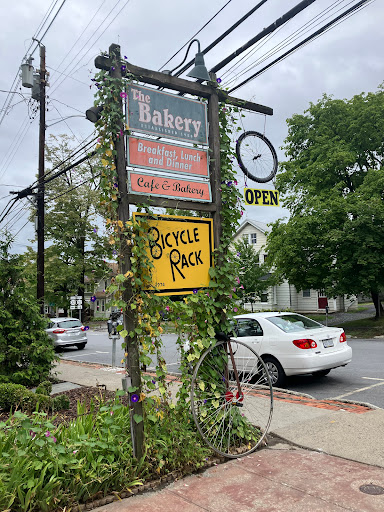 The
Bakery
Breakfast, Lunch
and Dinner
Cafe & Bakery
OPEN
BICYCLE
RACK